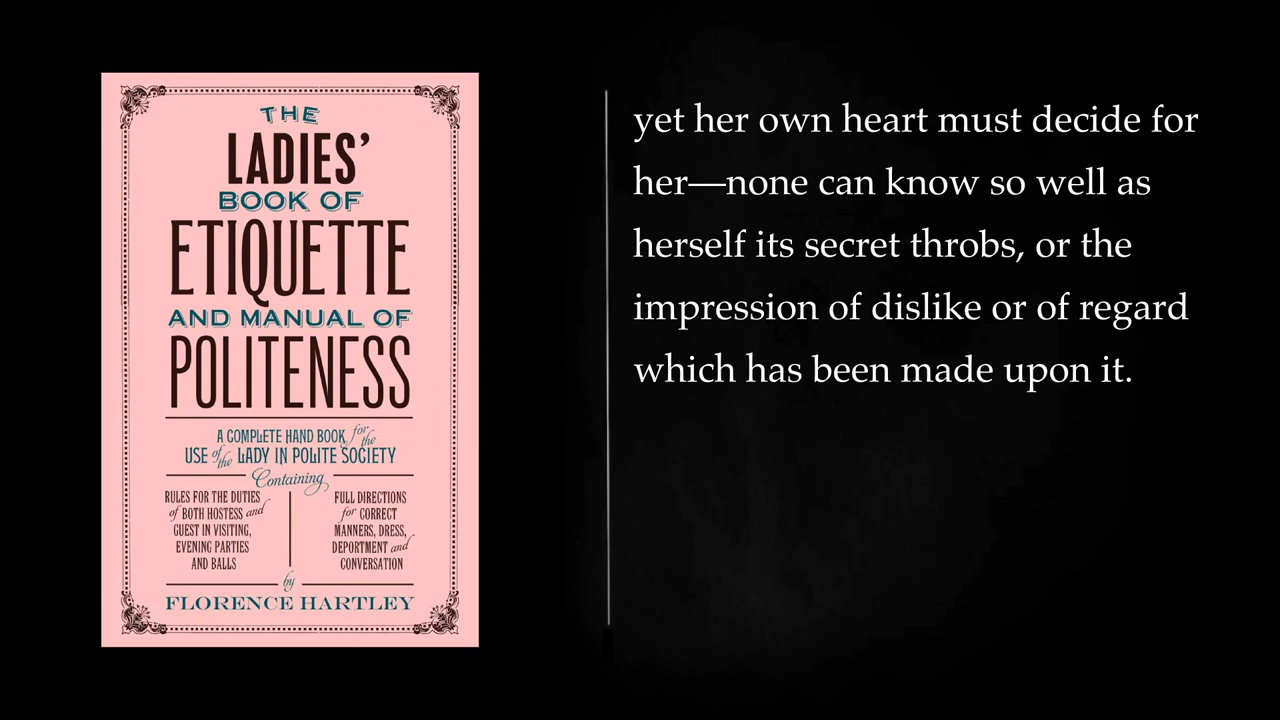 THE
LADIES'
BOOK OF
ETIQUETTE
AND MANUAL OF
POLITENESS
A COMPLETE HAND BOOK for the
USE of the LADY IN POLITE SOCIETY
Containing
RULES FOR THE DUTIES
of BOTH HOSTESS and
GUEST IN VISITING,
EVENING PARTIES
AND BALLS
FULL DIRECTIONS
for CORRECT
MANNERS, DRESS,
DEPORTMENT and
CONVERSATION
by
FLORENCE HARTLEY
yet her own heart must decide for
her—none can know so well as
herself its secret throbs, or the
impression of dislike or of regard
which has been made upon it.